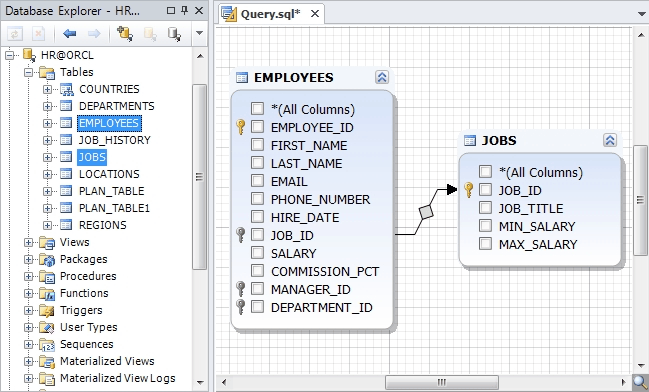 Database Explorer - HR...
HR@ORCL
Tables
COUNTRIES
DEPARTMENTS
EMPLOYEES
JOB_HISTORY
JOBS
LOCATIONS
PLAN_TABLE
PLAN_TABLE1
REGIONS
Views
Packages
Procedures
Functions
Triggers
User Types
Sequences
Materialized Views
Materialized View Logs
Query.sql*
EMPLOYEES
*(All Columns)
EMPLOYEE_ID
FIRST_NAME
LAST_NAME
EMAIL
PHONE_NUMBER
HIRE_DATE
JOB_ID
SALARY
COMMISSION_PCT
MANAGER_ID
DEPARTMENT_ID
JOBS
*(All Columns)
JOB_ID
JOB_TITLE
MIN_SALARY
MAX_SALARY